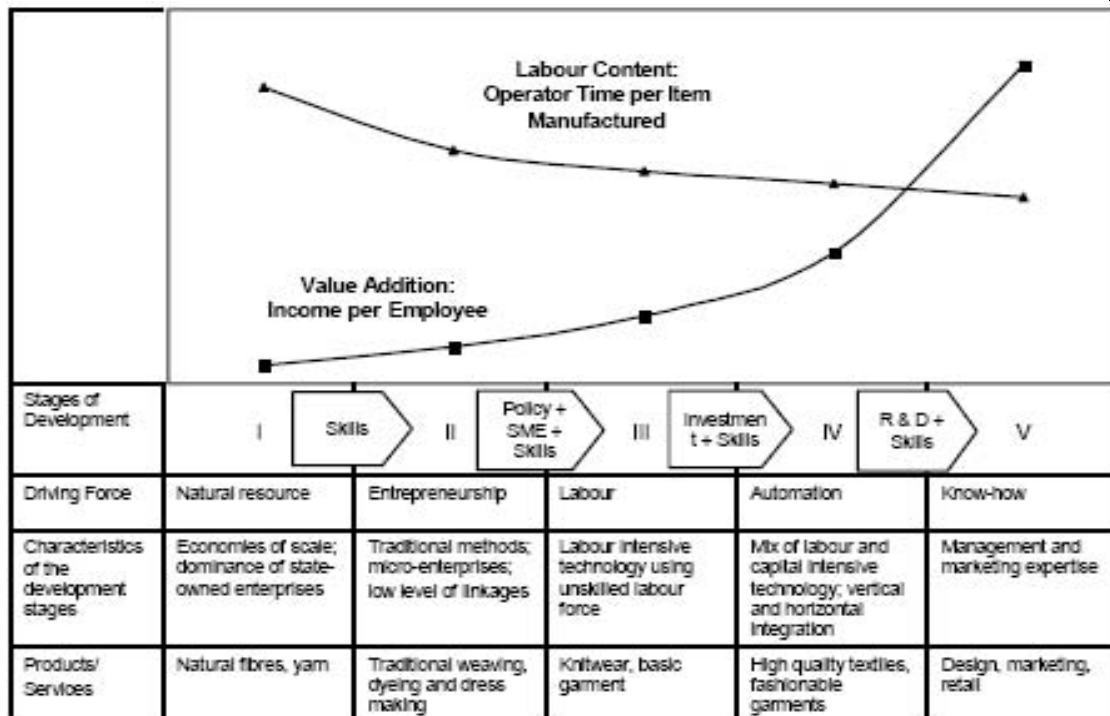 Labour Content:
Operator Time per Item
Manufactured
Value Addition:
Income per Employee
Stages of
Development
I
Skills
II
Policy +
SME +
Skills
III
Investmen
t + Skills
IV
R & D +
Skills
V
Driving Force
Natural resource
Entrepreneurship
Labour
Automation
Know-how
Characteristics
of the
development
stages
Economies of scale;
dominance of state-
owned enterprises
Traditional methods;
micro-enterprises;
low level of linkages
Labour intensive
technology using
unskilled labour
force
Mix of labour and
capital intensive
technology; vertical
and horizontal
integration
Management and
marketing expertise
Products/
Services
Natural fibres, yarn
Traditional weaving,
dyeing and dress
making
Knitwear, basic
garment
High quality textiles,
fashionable
garments
Design, marketing,
retail